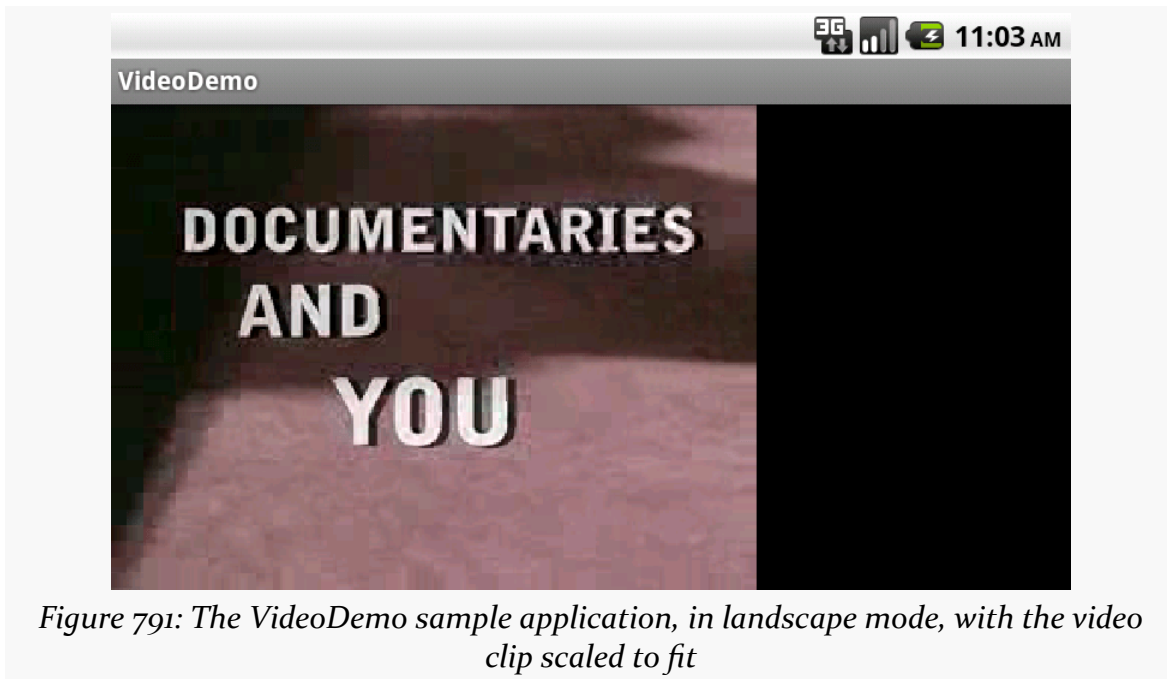 3G
11:03 AM
VideoDemo
DOCUMENTARIES
AND
YOU
Figure 791: The VideoDemo sample application, in landscape mode, with the video
clip scaled to fit